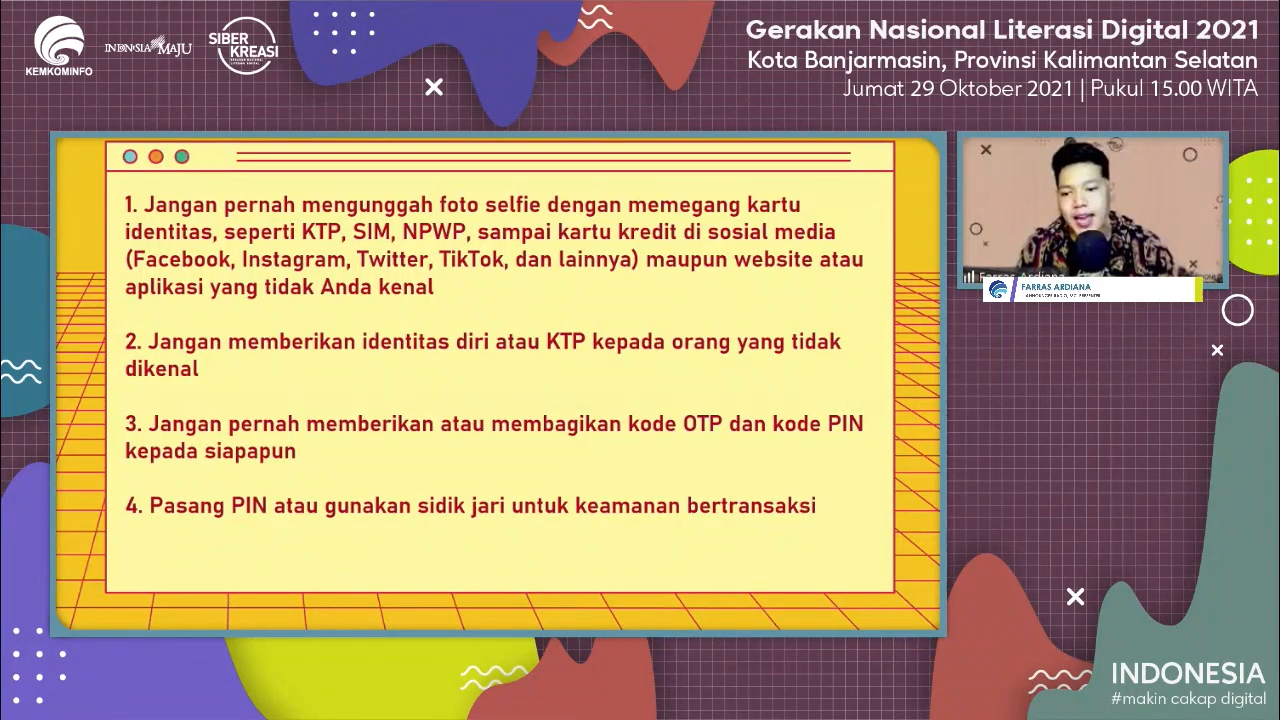 KEMKOMINFO
INDONESIA MAJU
SIBER
KREASI
Gerakan Nasional Literasi Digital 2021
Kota Banjarmasin, Provinsi Kalimantan Selatan
Jumat 29 Oktober 2021 | Pukul 15.00 WITA
1. Jangan pernah mengunggah foto selfie dengan memegang kartu
identitas, seperti KTP, SIM, NPWP, sampai kartu kredit di sosial media
(Facebook, Instagram, Twitter, TikTok, dan lainnya) maupun website atau
aplikasi yang tidak Anda kenal
2. Jangan memberikan identitas diri atau KTP kepada orang yang tidak
dikenal
3. Jangan pernah memberikan atau membagikan kode OTP dan kode PIN
kepada siapapun
4. Pasang PIN atau gunakan sidik jari untuk keamanan bertransaksi
Farras Ardiana
FARRAS ARDIANA
INDONESIA
#makin cakap digital